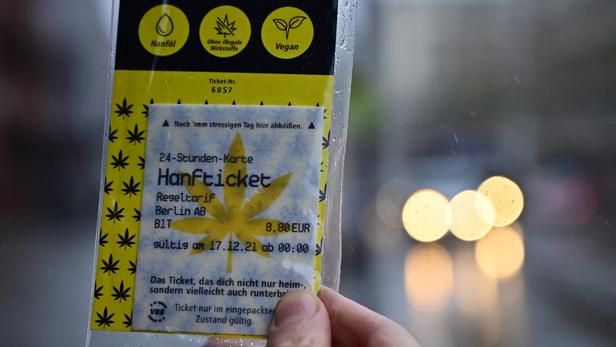 Hanföl
Ohne illegale
Wirkstoffe
Vegan
Ticket-Nr.
6057
▲ Nach 'nem stressigen Tag hier abbeißen. ▲
24-Stunden-Karte
Hanfticket
Regeltarif
Berlin AB
B1T 8,80 EUR
gültig am 17.12.21 ab 00:00
Das Ticket, das dich nicht nur heim-,
sondern vielleicht auch
VBB
Ticket nur im eingepackten
Zustand gültig.